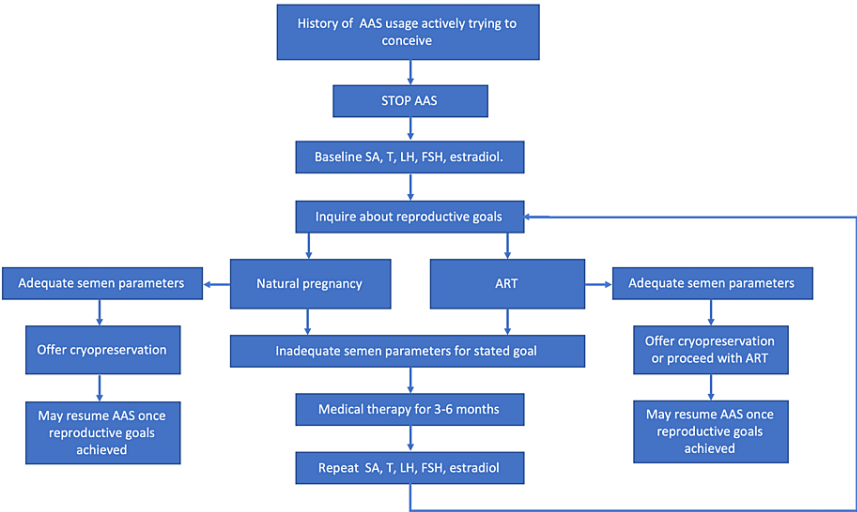 History of AAS usage actively trying to
conceive
STOP AAS
Baseline SA, T, LH, FSH, estradiol.
Inquire about reproductive goals
Adequate semen parameters
Natural pregnancy
ART
Adequate semen parameters
Offer cryopreservation
Inadequate semen parameters for stated goal
Offer cryopreservation
or proceed with ART
May resume AAS once
reproductive goals
achieved
Medical therapy for 3-6 months
May resume AAS once
reproductive goals
achieved
Repeat SA, T, LH, FSH, estradiol